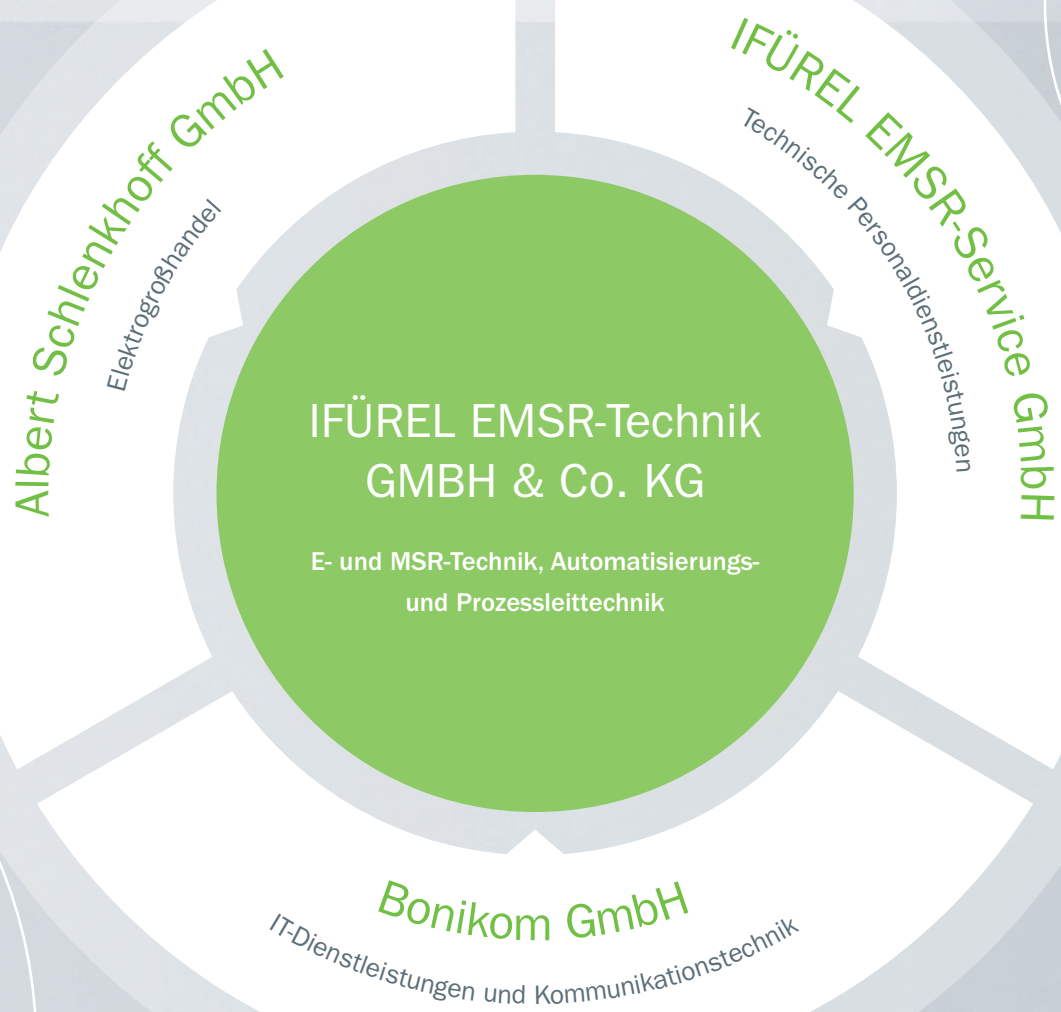 Albert Schlenkhoff GmbH
Elektrogroßhandel
IFÜREL EMSR-Service GmbH
Technische Personaldienstleistungen
IFÜREL EMSR-Technik
GMBH & Co. KG
E- und MSR-Technik, Automatisierungs-
und Prozessleittechnik
Bonikom GmbH
IT-Dienstleistungen und Kommunikationstechnik